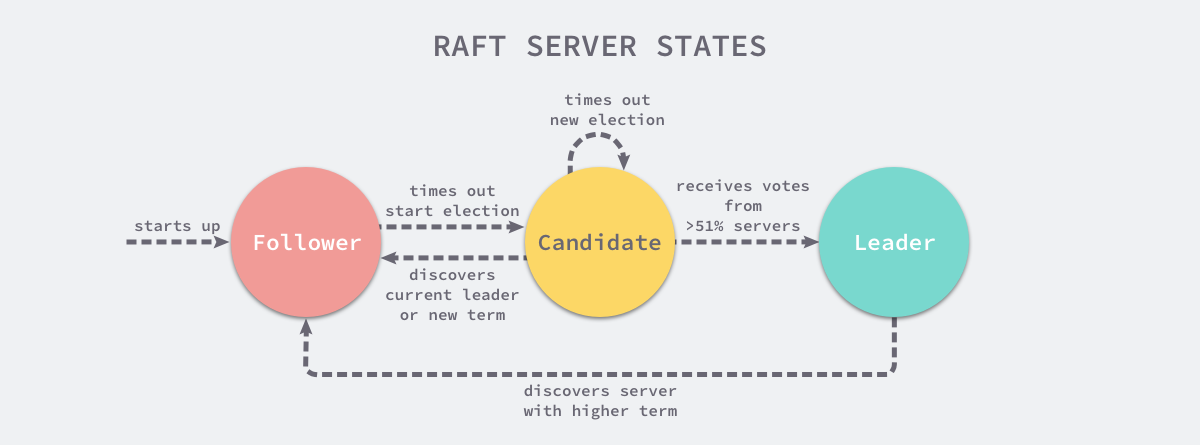 RAFT SERVER STATES
times out
new election
starts up
Follower
times out
start election
discovers
current leader
or new term
Candidate
receives votes
from
>51% servers
Leader
discovers server
with higher term